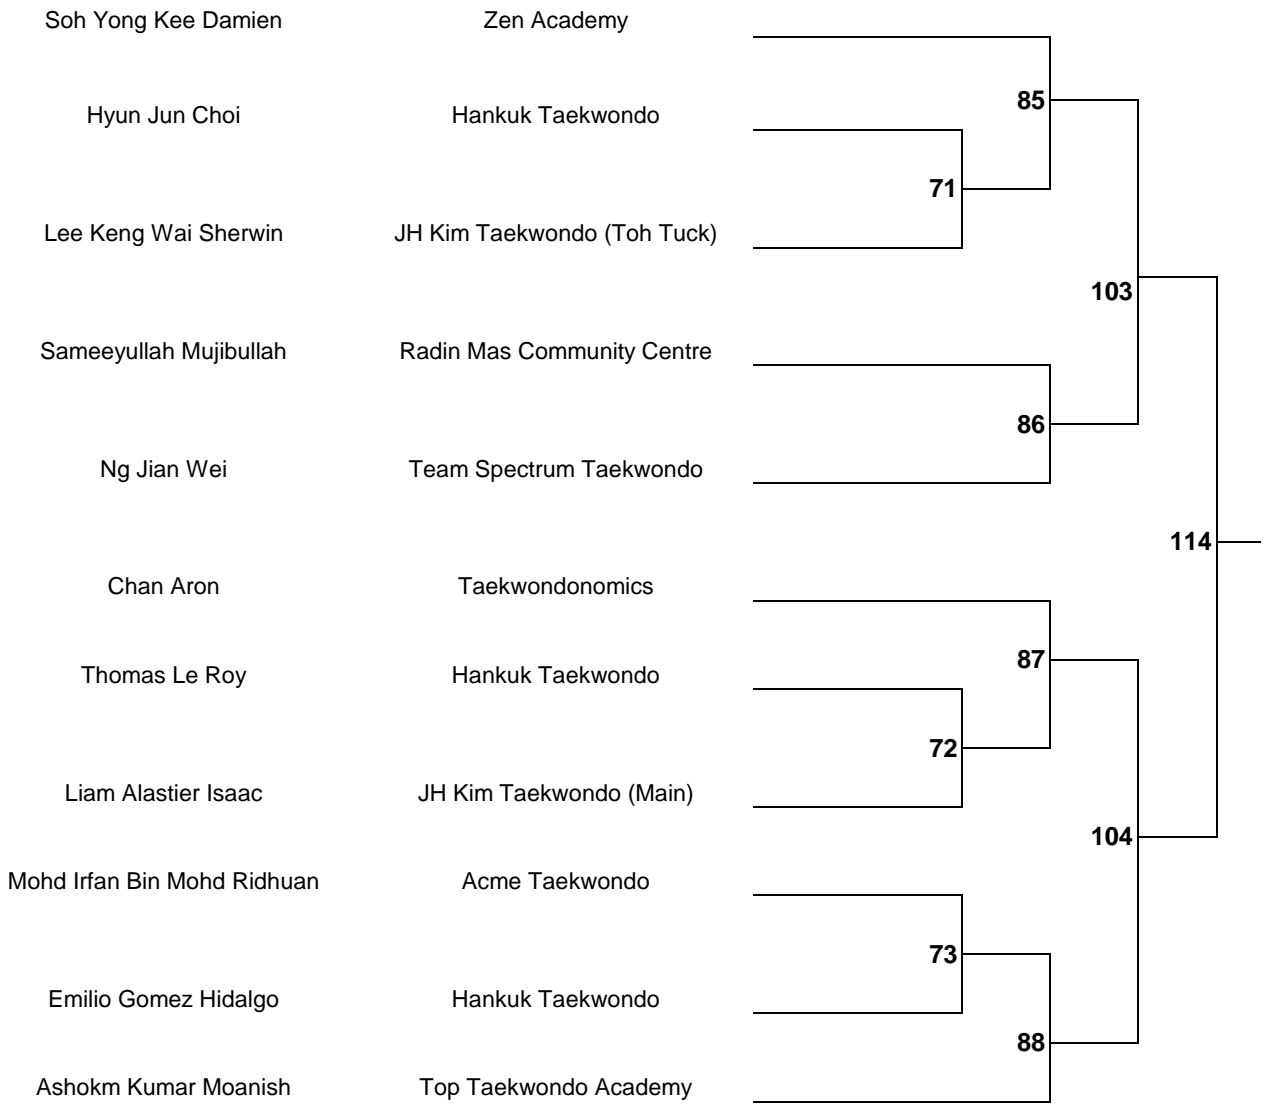 Soh Yong Kee Damien Zen Academy
85
Hyun Jun Choi Hankuk Taekwondo
71
Lee Keng Wai Sherwin JH Kim Taekwondo (Toh Tuck)
103
Sameeyullah Mujibullah Radin Mas Community Centre
86
Ng Jian Wei Team Spectrum Taekwondo
114
Chan Aron Taekwondonomics
87
Thomas Le Roy Hankuk Taekwondo
72
Liam Alastier Isaac JH Kim Taekwondo (Main)
104
Mohd Irfan Bin Mohd Ridhuan Acme Taekwondo
73
Emilio Gomez Hidalgo Hankuk Taekwondo
88
Ashokm Kumar Moanish Top Taekwondo Academy